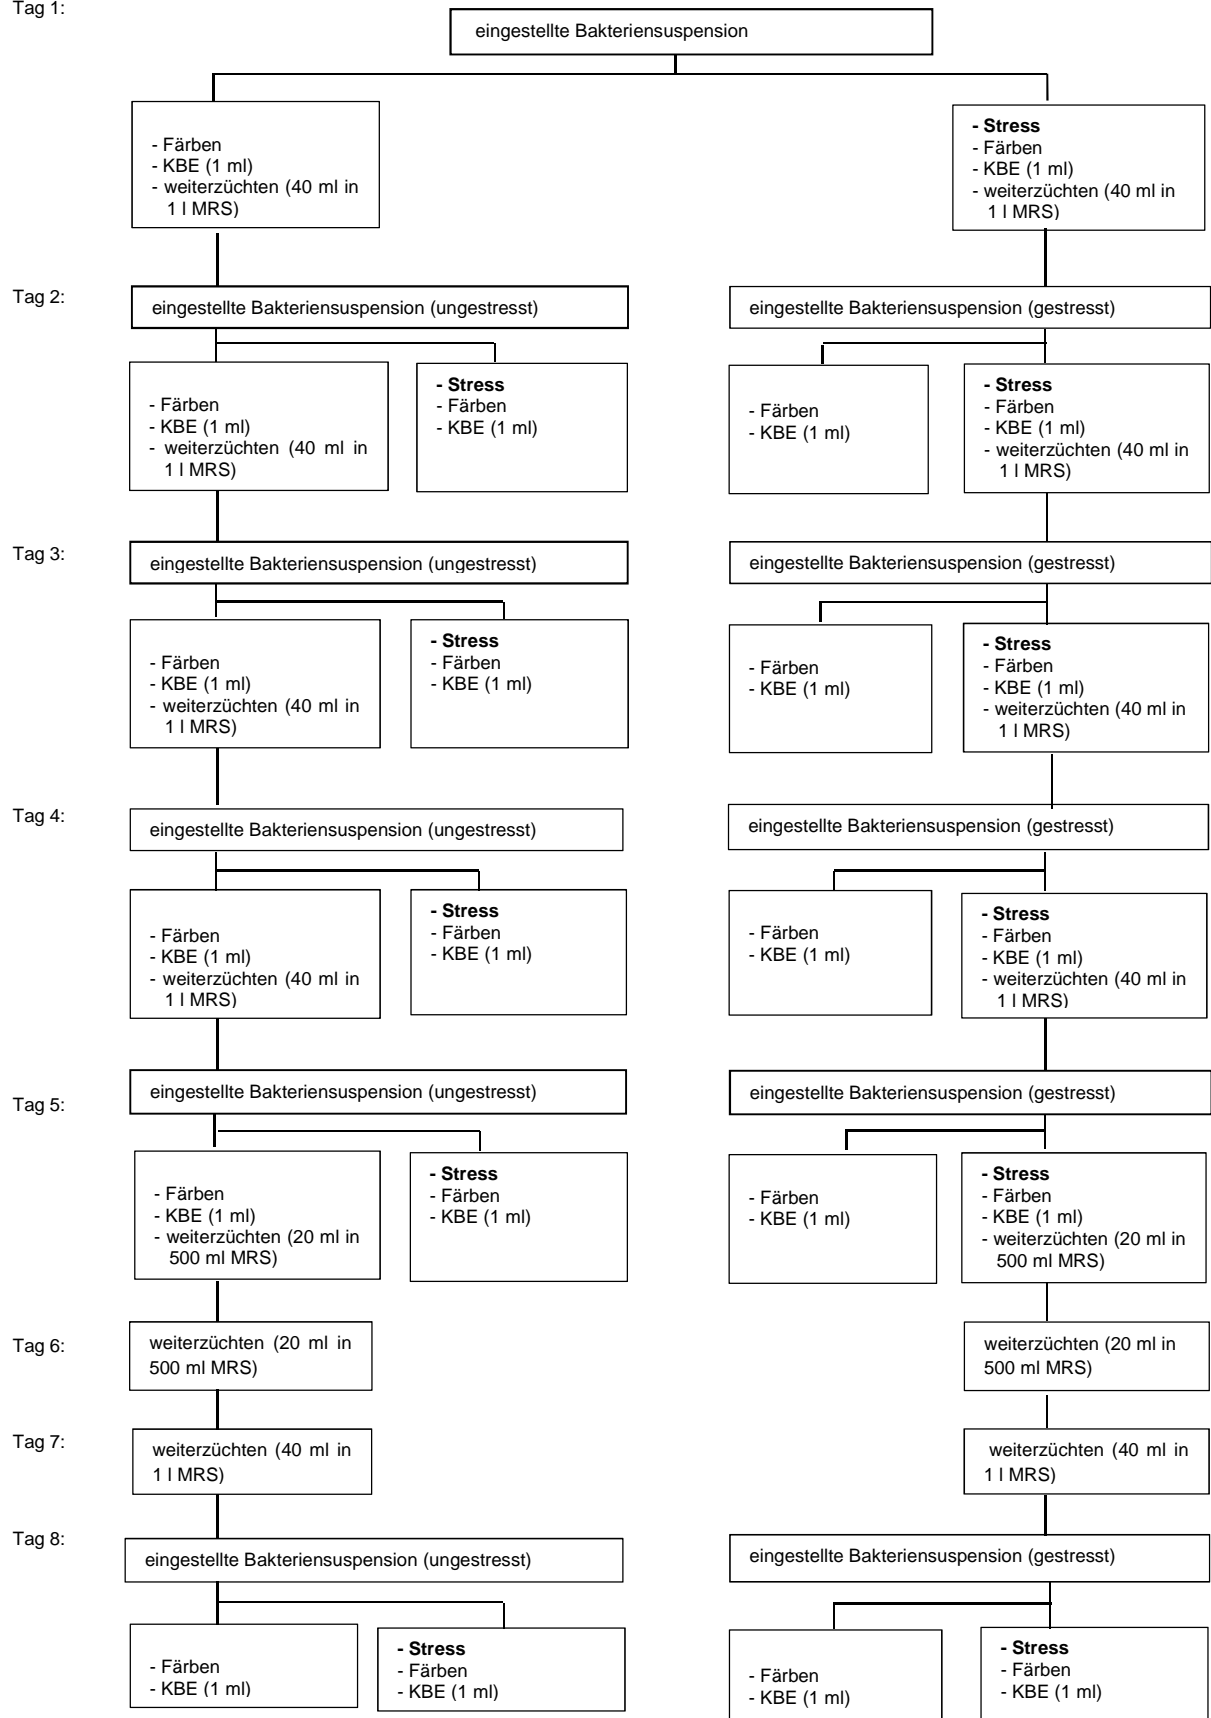 Tag 1:
eingestellte Bakteriensuspension
- Färben
- KBE (1 ml)
- weiterzüchten (40 ml in
1 l MRS)
- Stress
- Färben
- KBE (1 ml)
- weiterzüchten (40 ml in
1 l MRS)
Tag 2:
eingestellte Bakteriensuspension (ungestresst)
eingestellte Bakteriensuspension (gestresst)
- Färben
- KBE (1 ml)
- weiterzüchten (40 ml in
1 l MRS)
- Stress
- Färben
- KBE (1 ml)
- Färben
- KBE (1 ml)
- Stress
- Färben
- KBE (1 ml)
- weiterzüchten (40 ml in
1 l MRS)
Tag 3:
eingestellte Bakteriensuspension (ungestresst)
eingestellte Bakteriensuspension (gestresst)
- Färben
- KBE (1 ml)
- weiterzüchten (40 ml in
1 l MRS)
- Stress
- Färben
- KBE (1 ml)
- Färben
- KBE (1 ml)
- Stress
- Färben
- KBE (1 ml)
- weiterzüchten (40 ml in
1 l MRS)
Tag 4:
eingestellte Bakteriensuspension (ungestresst)
eingestellte Bakteriensuspension (gestresst)
- Färben
- KBE (1 ml)
- weiterzüchten (40 ml in
1 l MRS)
- Stress
- Färben
- KBE (1 ml)
- Färben
- KBE (1 ml)
- Stress
- Färben
- KBE (1 ml)
- weiterzüchten (40 ml in
1 l MRS)
Tag 5:
eingestellte Bakteriensuspension (ungestresst)
eingestellte Bakteriensuspension (gestresst)
- Färben
- KBE (1 ml)
- weiterzüchten (20 ml in
500 ml MRS)
- Stress
- Färben
- KBE (1 ml)
- Färben
- KBE (1 ml)
- Stress
- Färben
- KBE (1 ml)
- weiterzüchten (20 ml in
500 ml MRS)
Tag 6:
weiterzüchten (20 ml in
500 ml MRS)
weiterzüchten (20 ml in
500 ml MRS)
Tag 7:
weiterzüchten (40 ml in
1 l MRS)
weiterzüchten (40 ml in
1 l MRS)
Tag 8:
eingestellte Bakteriensuspension (ungestresst)
eingestellte Bakteriensuspension (gestresst)
- Färben
- KBE (1 ml)
- Stress
- Färben
- KBE (1 ml)
- Färben
- KBE (1 ml)
- Stress
- Färben
- KBE (1 ml)